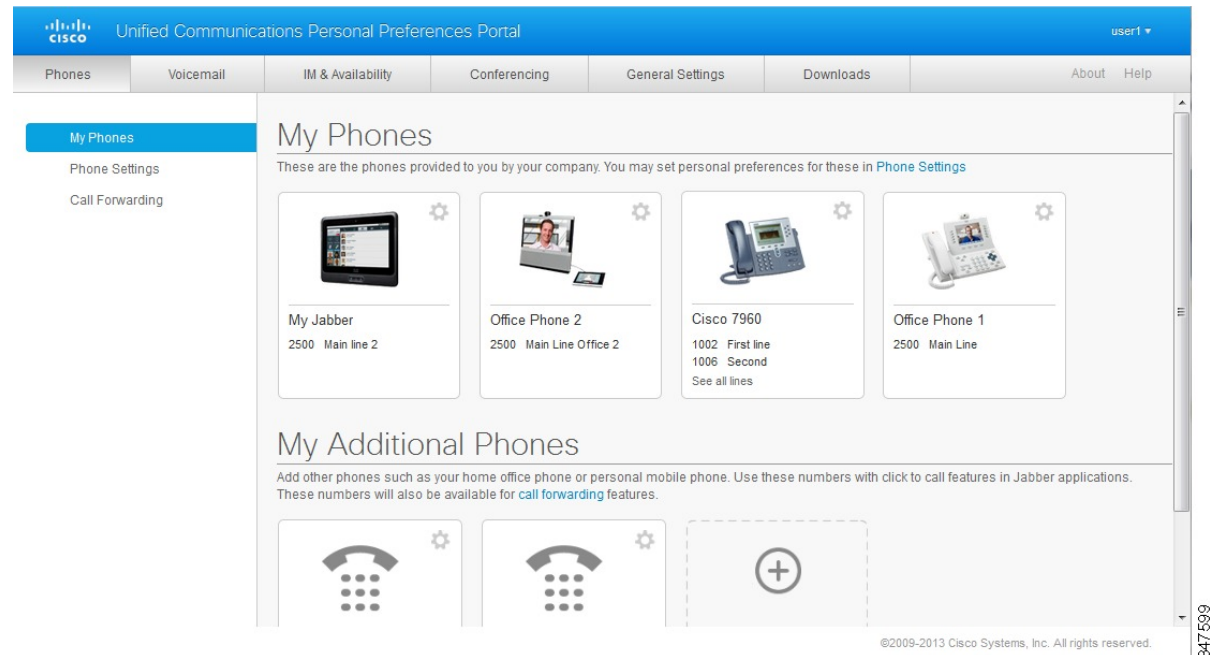 CISCO
Unified Communications Personal Preferences Portal
user1
Phones
Voicemail
IM & Availability
Conferencing
General Settings
Downloads
About
Help
My Phones
Phone Settings
Call Forwarding
My Phones
These are the phones provided to you by your company. You may set personal preferences for these in Phone Settings
My Jabber
2500 Main line 2
Office Phone 2
2500 Main Line Office 2
Cisco 7960
1002 First line
1006 Second
See all lines
Office Phone 1
2500 Main Line
My Additional Phones
Add other phones such as your home office phone or personal mobile phone. Use these numbers with click to call features in Jabber applications.
These numbers will also be available for call forwarding features.
©2009-2013 Cisco Systems, Inc. All rights reserved.
347599